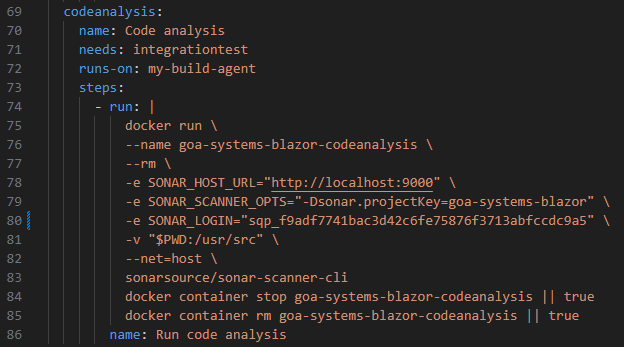 69 codeanalysis:
70 name: Code analysis
71 needs: integrationtest
72 runs-on: my-build-agent
73 steps:
74 - run: |
75 docker run \
76 --name goa-systems-blazor-codeanalysis \
77 --rm \
78 -e SONAR_HOST_URL="http://localhost:9000" \
79 -e SONAR_SCANNER_OPTS="-Dsonar.projectKey=goa-systems-blazor" \
80 -e SONAR_LOGIN="sqp_f9adf7741bac3d42c6fe75876f3713abfccdc9a5" \
81 -v "$PWD:/usr/src" \
82 --net=host \
83 sonarsource/sonar-scanner-cli
84 docker container stop goa-systems-blazor-codeanalysis || true
85 docker container rm goa-systems-blazor-codeanalysis || true
86 name: Run code analysis